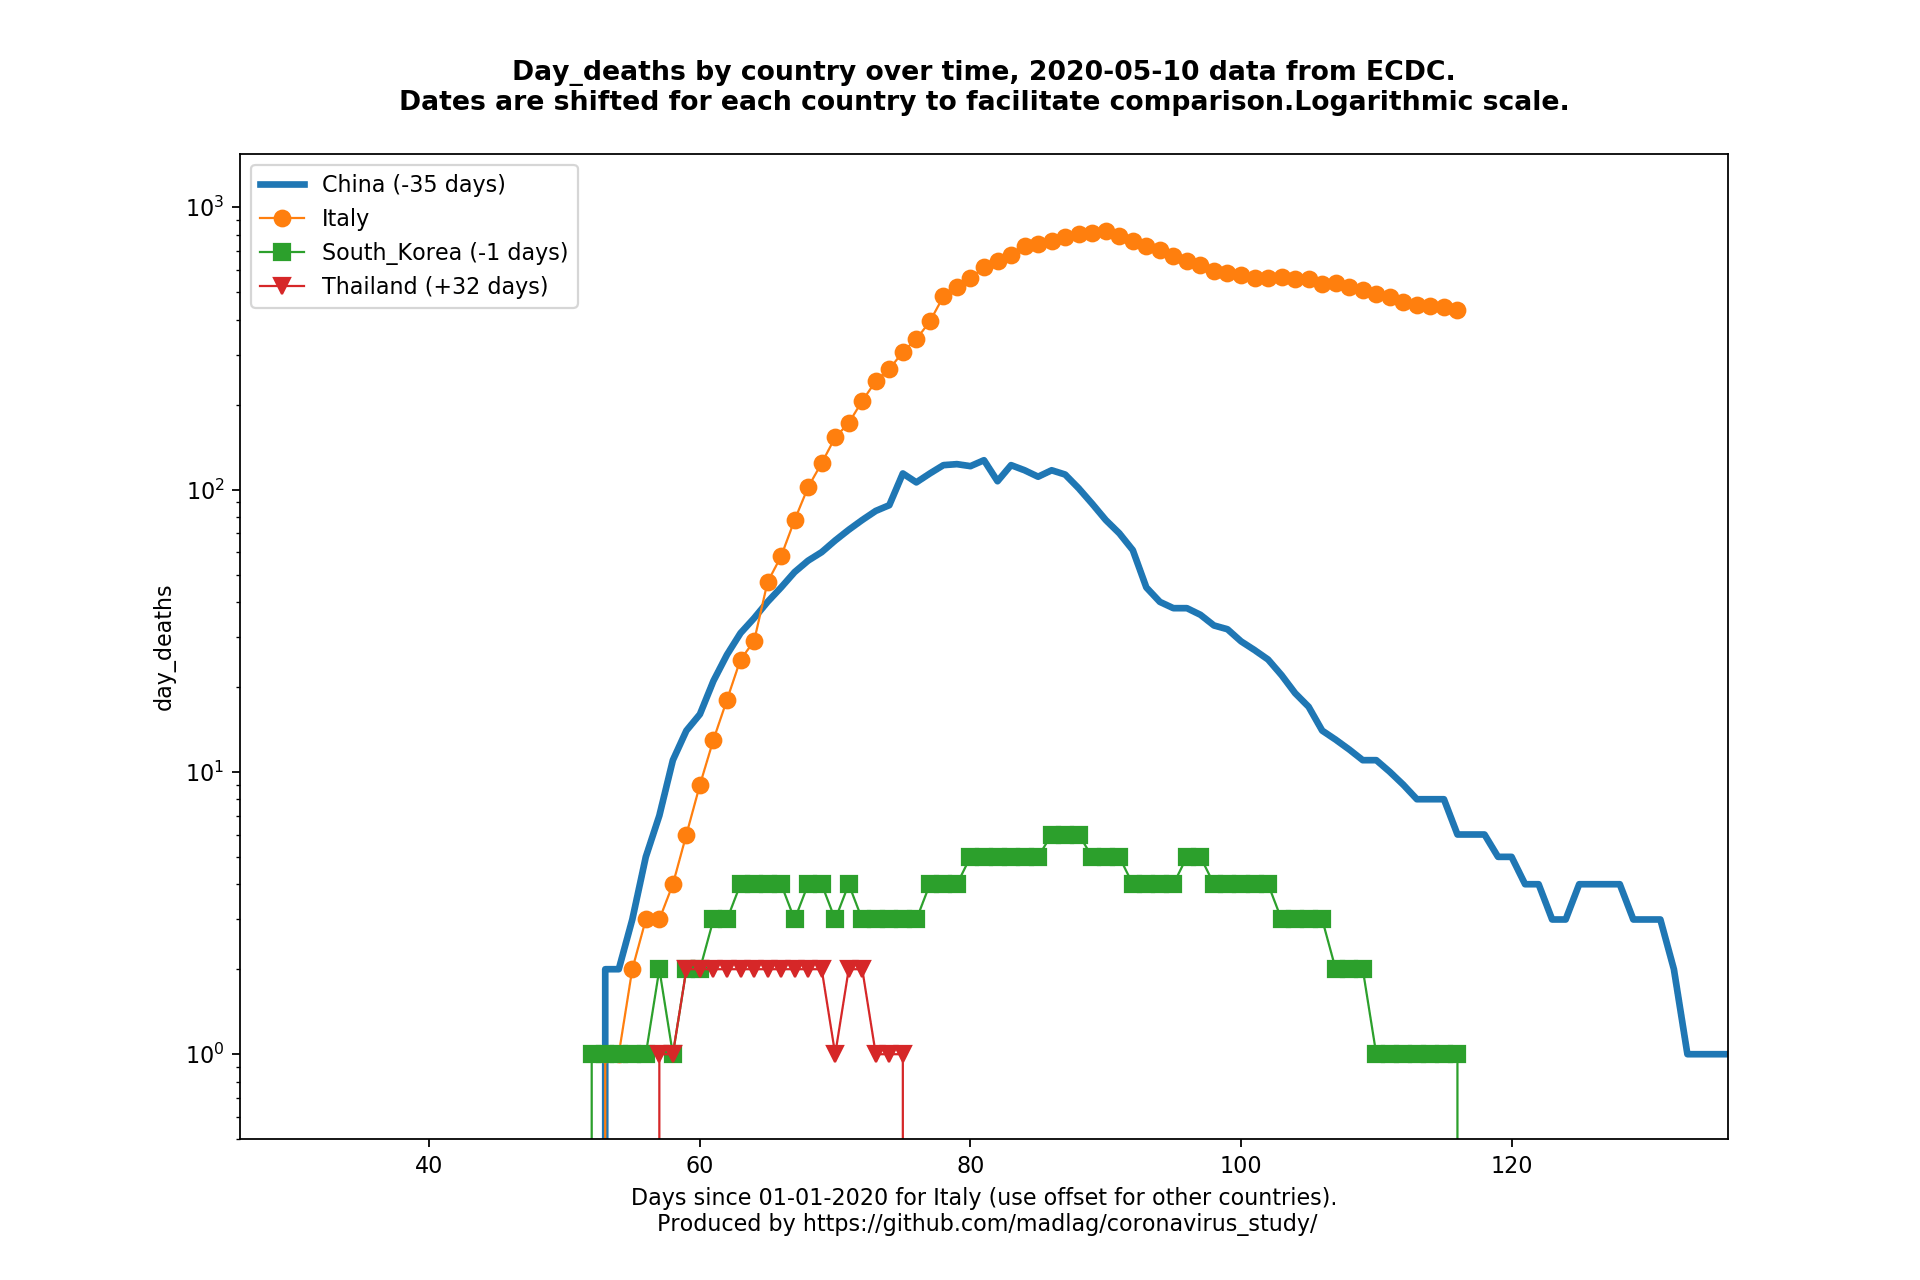 Day_deaths by country over time, 2020-05-10 data from ECDC.
Dates are shifted for each country to facilitate comparison.Logarithmic scale.
China (-35 days)
Italy
South_Korea (-1 days)
Thailand (+32 days)
10³
10²
10¹
10⁰
day_deaths
40 60 80 100 120
Days since 01-01-2020 for Italy (use offset for other countries).
Produced by https://github.com/madlag/coronavirus_study/